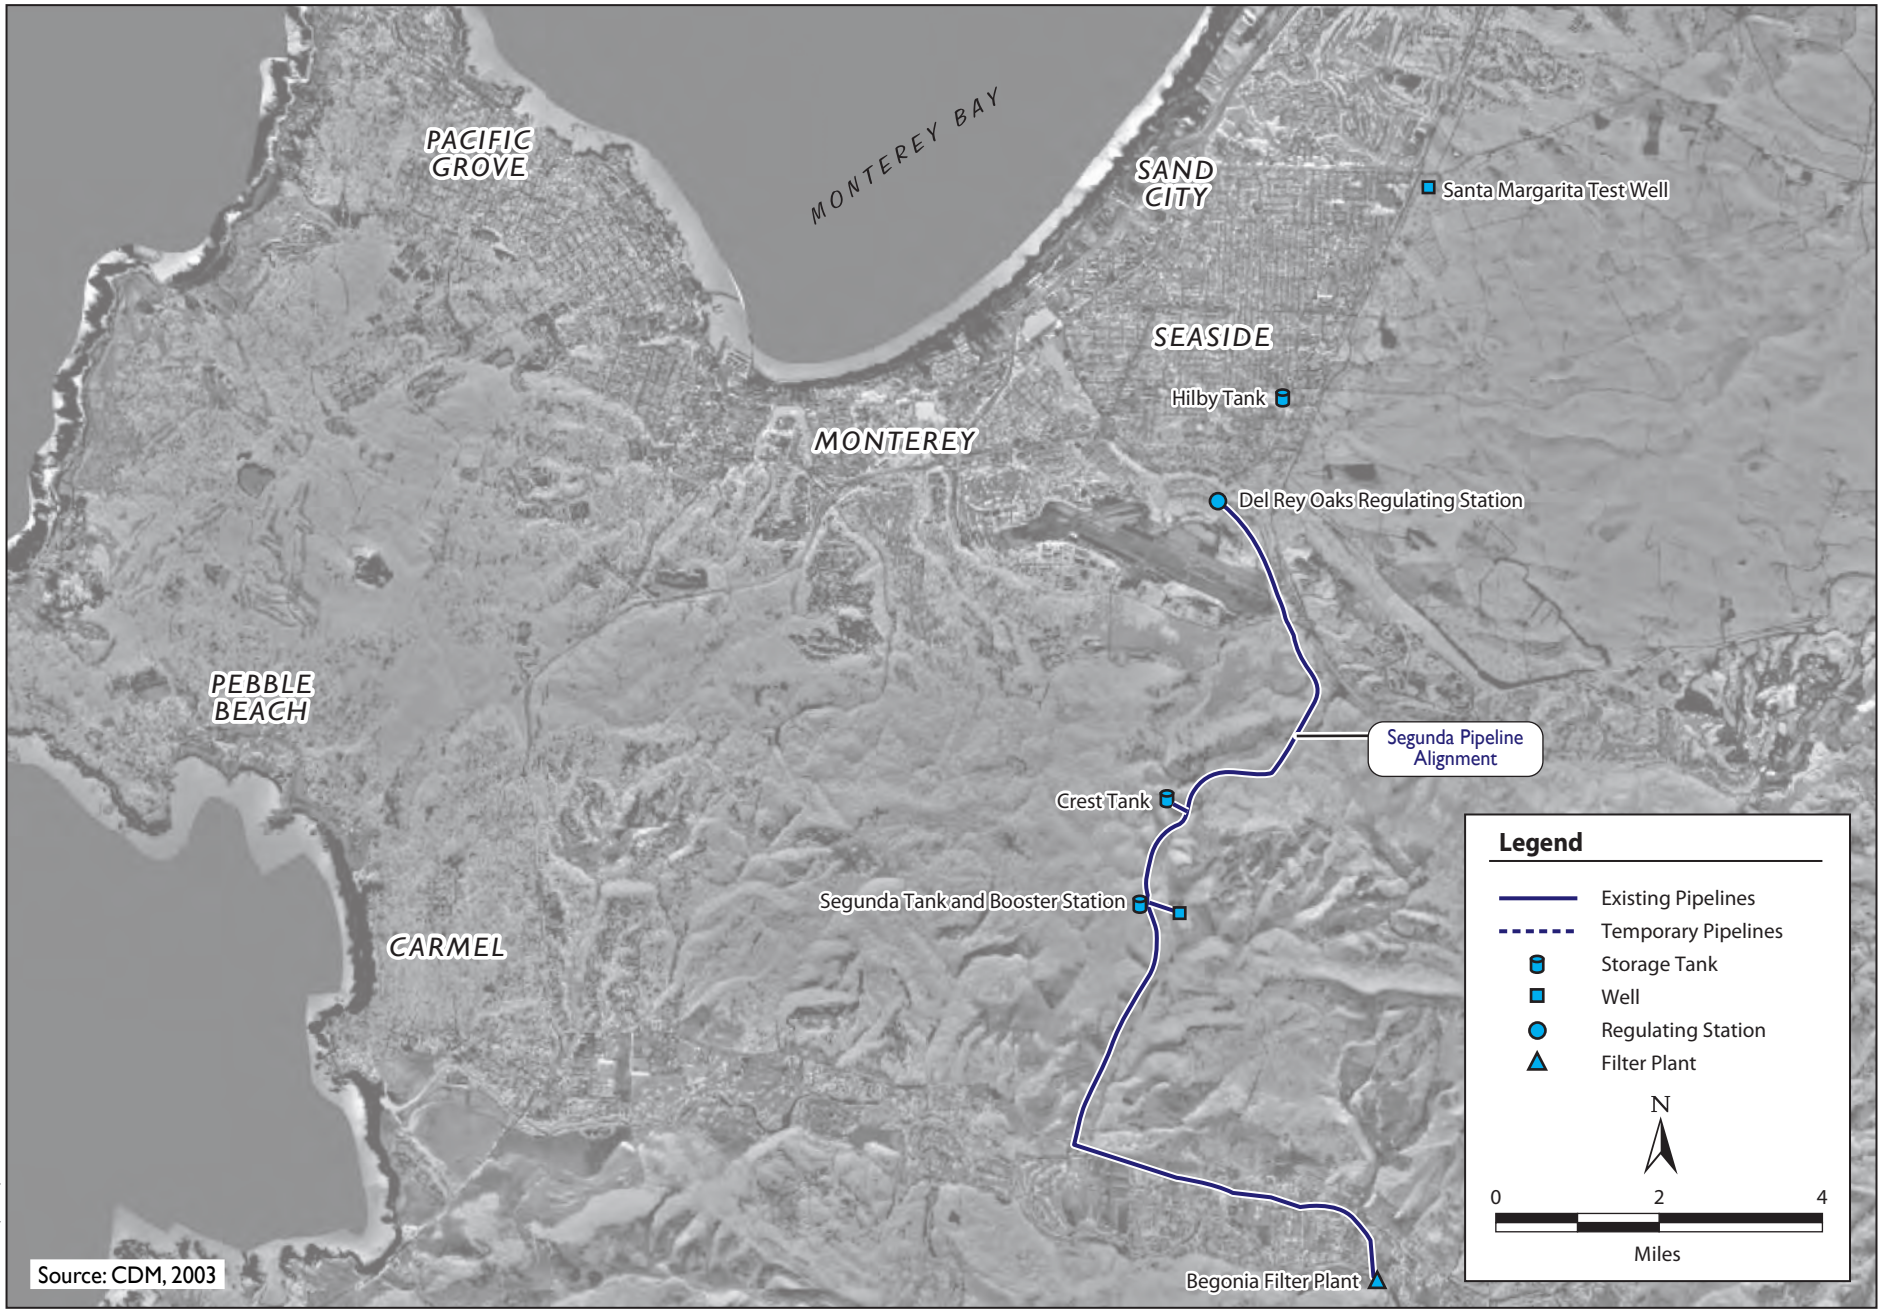 PACIFIC
GROVE
MONTEREY BAY
SAND
CITY
Santa Margarita Test Well
SEASIDE
Hilby Tank
MONTEREY
Del Rey Oaks Regulating Station
PEBBLE
BEACH
Segunda Pipeline
Alignment
Crest Tank
Segunda Tank and Booster Station
CARMEL
Begonia Filter Plant
Legend
Existing Pipelines
Temporary Pipelines
Storage Tank
Well
Regulating Station
Filter Plant
N
0 2 4
Miles
Source: CDM, 2003